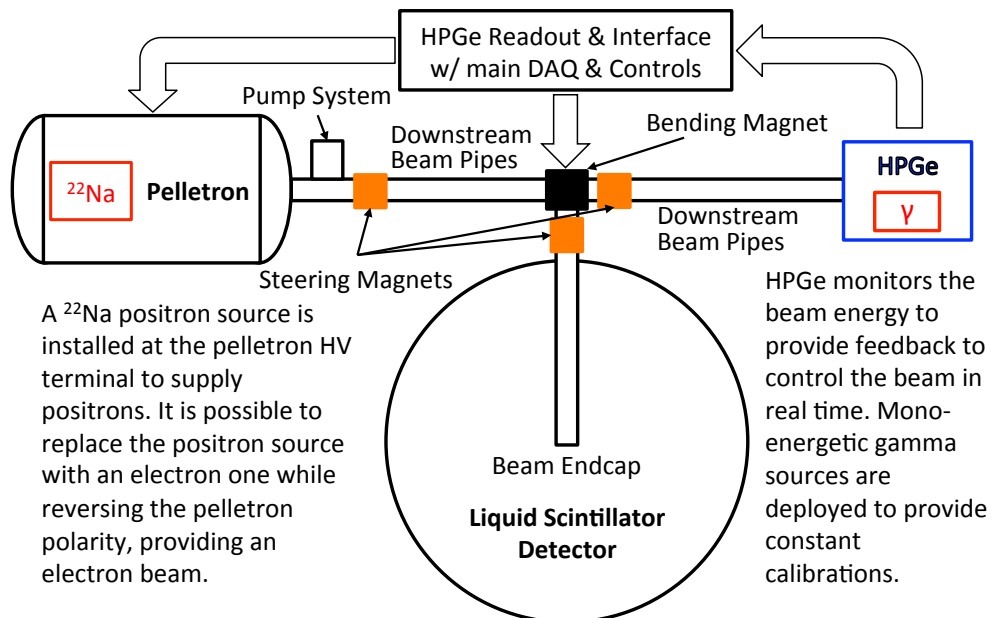 HPGe Readout & Interface
w/ main DAQ & Controls
Pump System
Downstream
Beam Pipes
Bending Magnet
²²Na
Pelletron
HPGe
γ
Downstream
Beam Pipes
Steering Magnets
A ²²Na positron source is
installed at the pelletron HV
terminal to supply
positrons. It is possible to
replace the positron source
with an electron one while
reversing the pelletron
polarity, providing an
electron beam.
Beam Endcap
Liquid Scintillator
Detector
HPGe monitors the
beam energy to
provide feedback to
control the beam in
real time. Mono-
energetic gamma
sources are
deployed to provide
constant
calibrations.